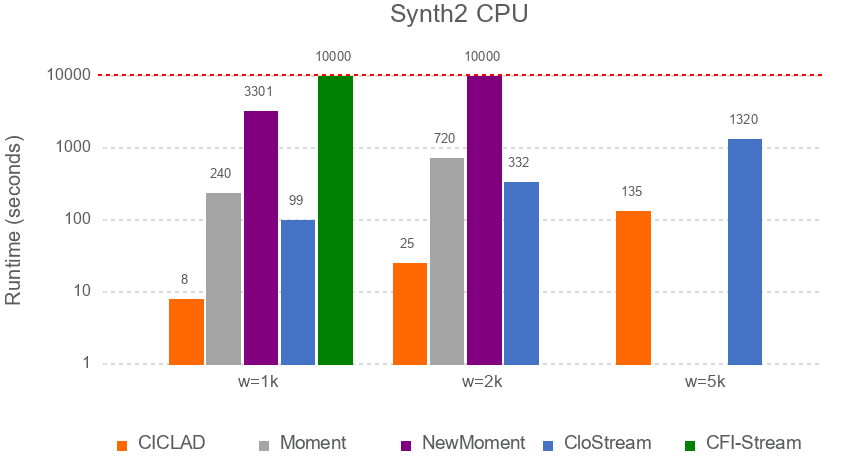 Synth2 CPU
Runtime (seconds)
10000
1000
100
10
1
8
240
3301
99
10000
25
720
10000
332
135
1320
w=1k
w=2k
w=5k
CICLAD
Moment
NewMoment
CloStream
CFI-Stream